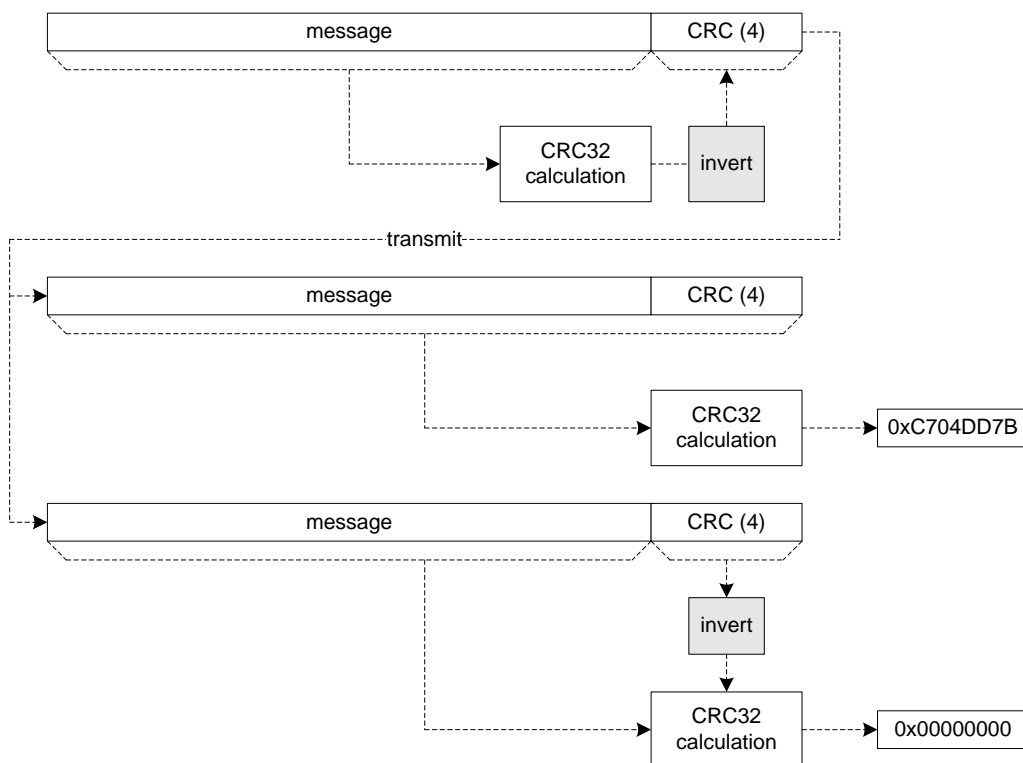 message
CRC (4)
CRC32
calculation
invert
transmit
message
CRC (4)
CRC32
calculation
0xC704DD7B
message
CRC (4)
invert
CRC32
calculation
0x00000000